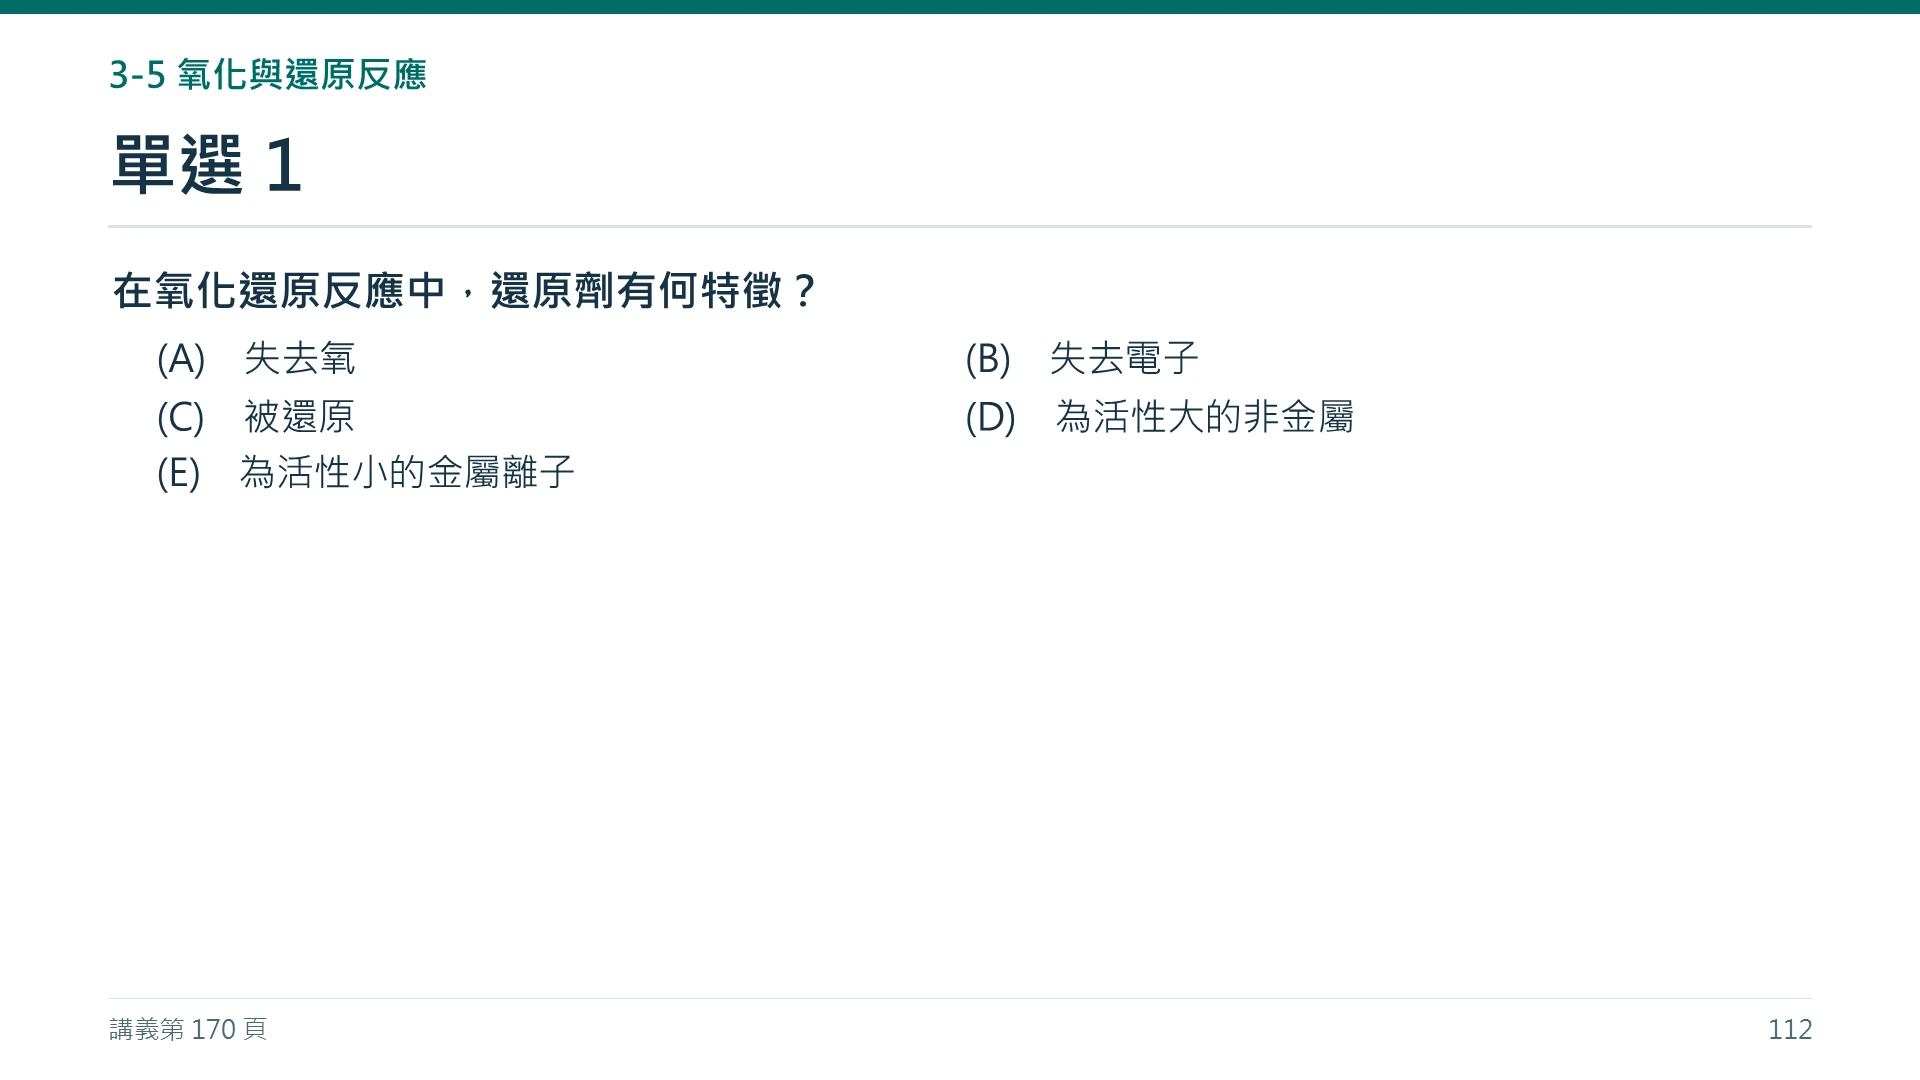 3-5 氧化與還原反應
單選 1
在氧化還原反應中，還原劑有何特徵？
(A) 失去氧
(B) 失去電子
(C) 被還原
(D) 為活性大的非金屬
(E) 為活性小的金屬離子
講義第 170 頁
112